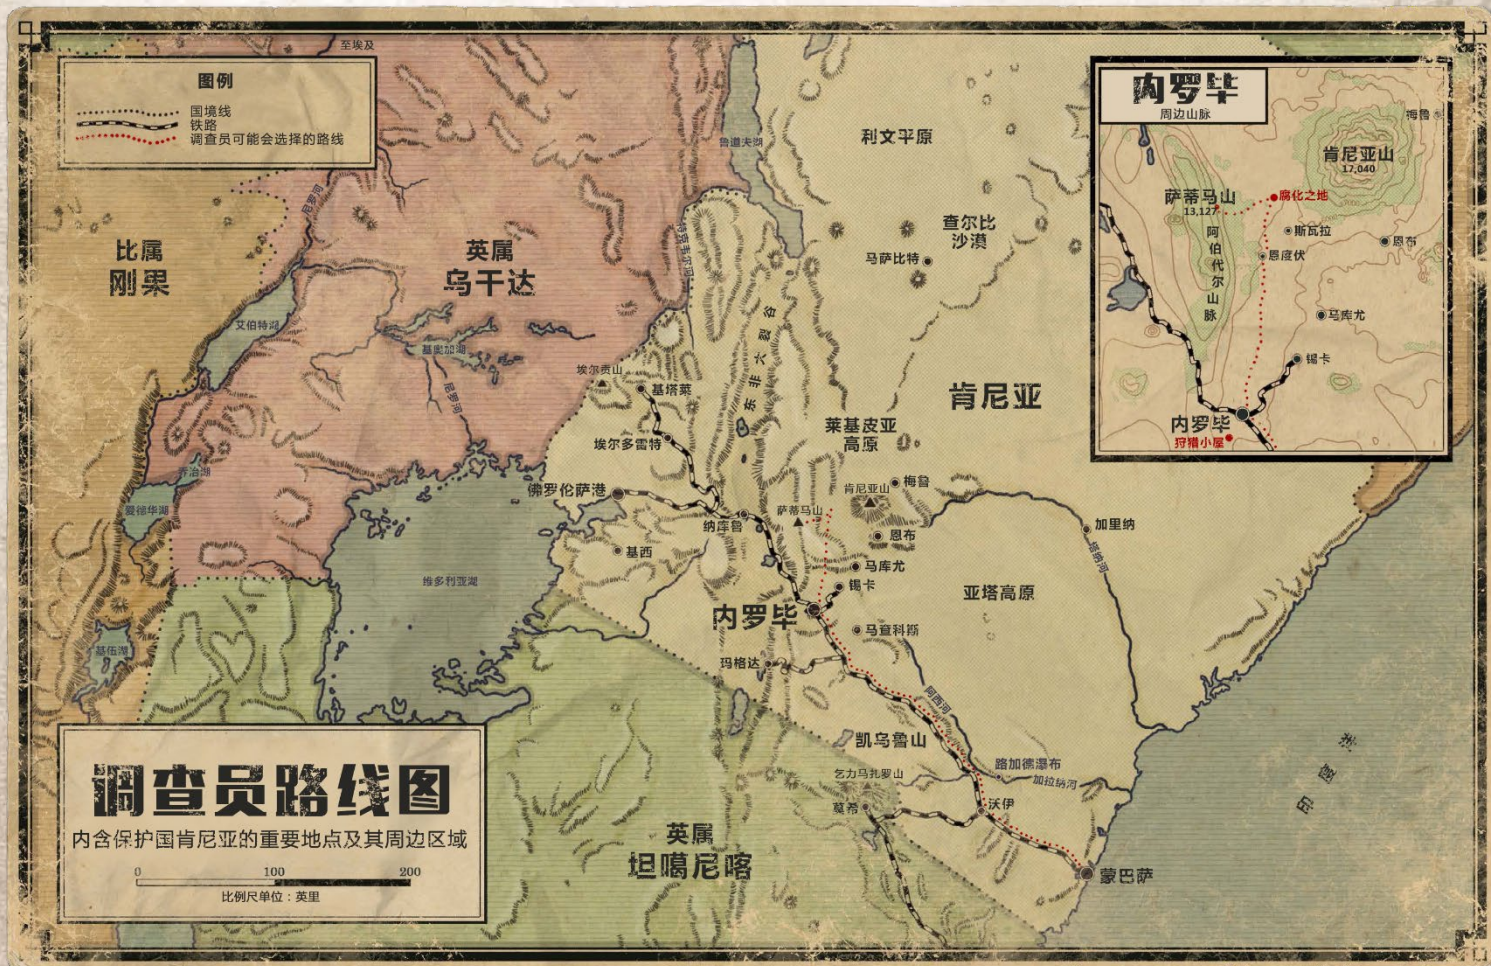 至埃及
图例
国境线
铁路
调查员可能会选择的路线
比属
刚果
英属
乌干达
尼罗河
艾伯特湖
基奥加湖
尼罗河
乔治湖
爱德华湖
基伍湖
维多利亚湖
鲁道夫湖
利文平原
查尔比
沙漠
马萨比特
东非大裂谷
肯尼亚
埃尔贡山
基塔莱
埃尔多雷特
莱基皮亚
高原
佛罗伦萨港
纳库鲁
基西
萨蒂马山
肯尼亚山
梅鲁
恩布
马库尤
锡卡
内罗毕
马查科斯
玛格达
加里纳
塔纳河
亚塔高原
阿西河
凯乌鲁山
乞力马扎罗山
莫希
路加德瀑布
加拉纳河
沃伊
蒙巴萨
印度洋
英属
坦噶尼喀
内罗毕
周边山脉
梅鲁
肯尼亚山
17,040
萨蒂马山
13,127
腐化之地
阿伯代尔山脉
斯瓦拉
恩度伏
恩布
马库尤
锡卡
内罗毕
狩猎小屋
调查员路线图
内含保护国肯尼亚的重要地点及其周边区域
0 100 200
比例尺单位：英里